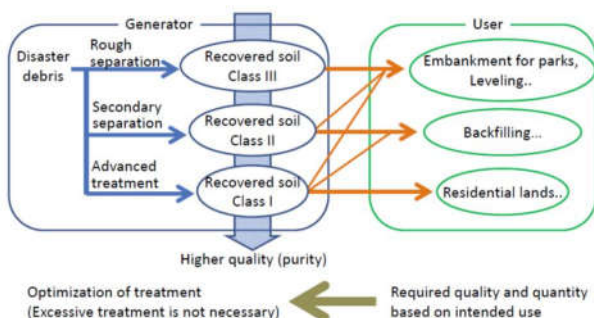 Generator
User
Disaster
debris
Rough
separation
Recovered soil
Class III
Embankment for parks,
Leveling..
Secondary
separation
Recovered soil
Class II
Backfilling...
Advanced
treatment
Recovered soil
Class I
Residential lands..
Higher quality (purity)
Optimization of treatment
(Excessive treatment is not necessary)
Required quality and quantity
based on intended use